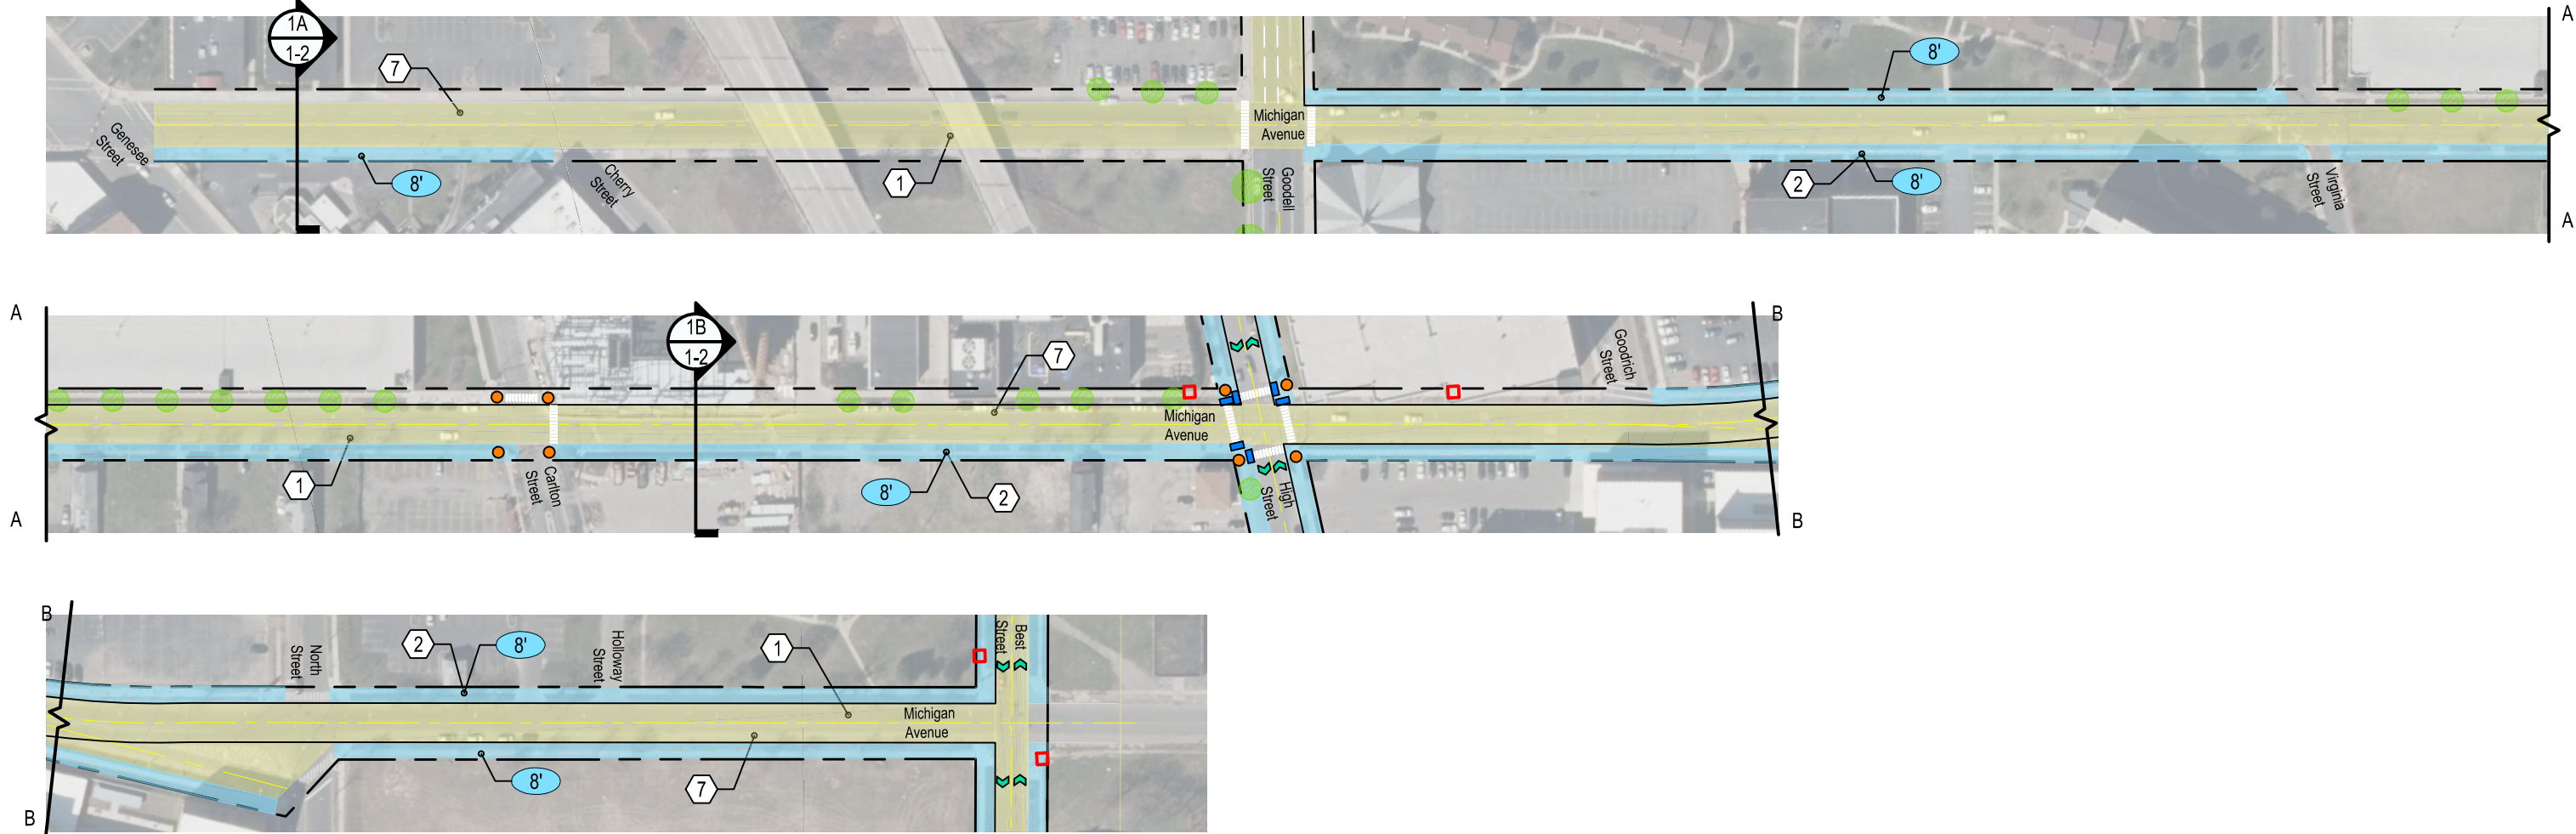 A
1A
1-2
7
8'
Michigan
Avenue
Genesee
Street
8'
Cherry
Street
1
Goodell
Street
2
8'
Virginia
Street
A
A
B
1B
1-2
7
Goodrich
Street
Michigan
Avenue
1
Carlton
Street
8'
2
High
Street
A
B
B
North
Street
2
8'
Holloway
Street
1
Best
Street
Michigan
Avenue
8'
7
B